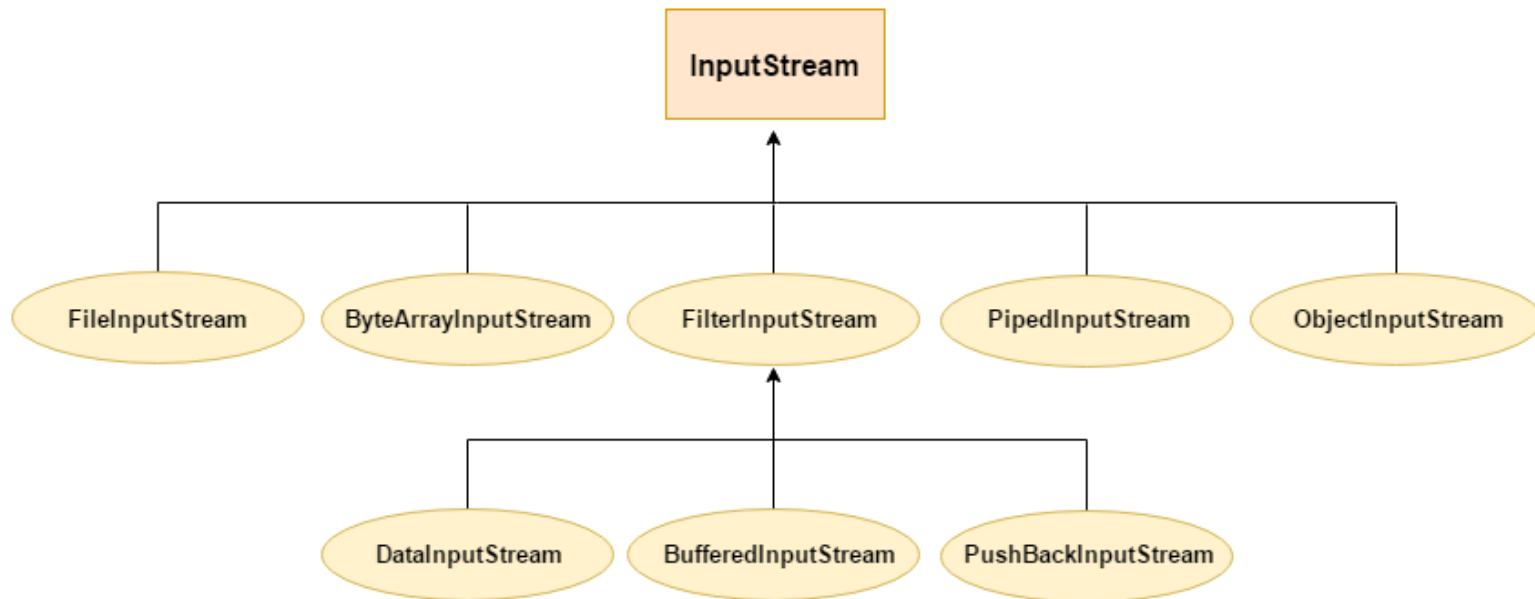 InputStream
FileInputStream
ByteArrayInputStream
FilterInputStream
PipedInputStream
ObjectInputStream
DataInputStream
BufferedInputStream
PushBackInputStream